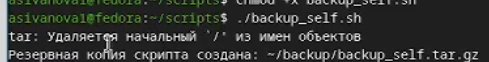 asivanova1@fedora:~/scripts$ chmod +x backup_self.sh
asivanova1@fedora:~/scripts$ ./backup_self.sh
tar: Удаляется начальный `/' из имен объектов
Резервная копия скрипта создана: ~/backup/backup_self.tar.gz